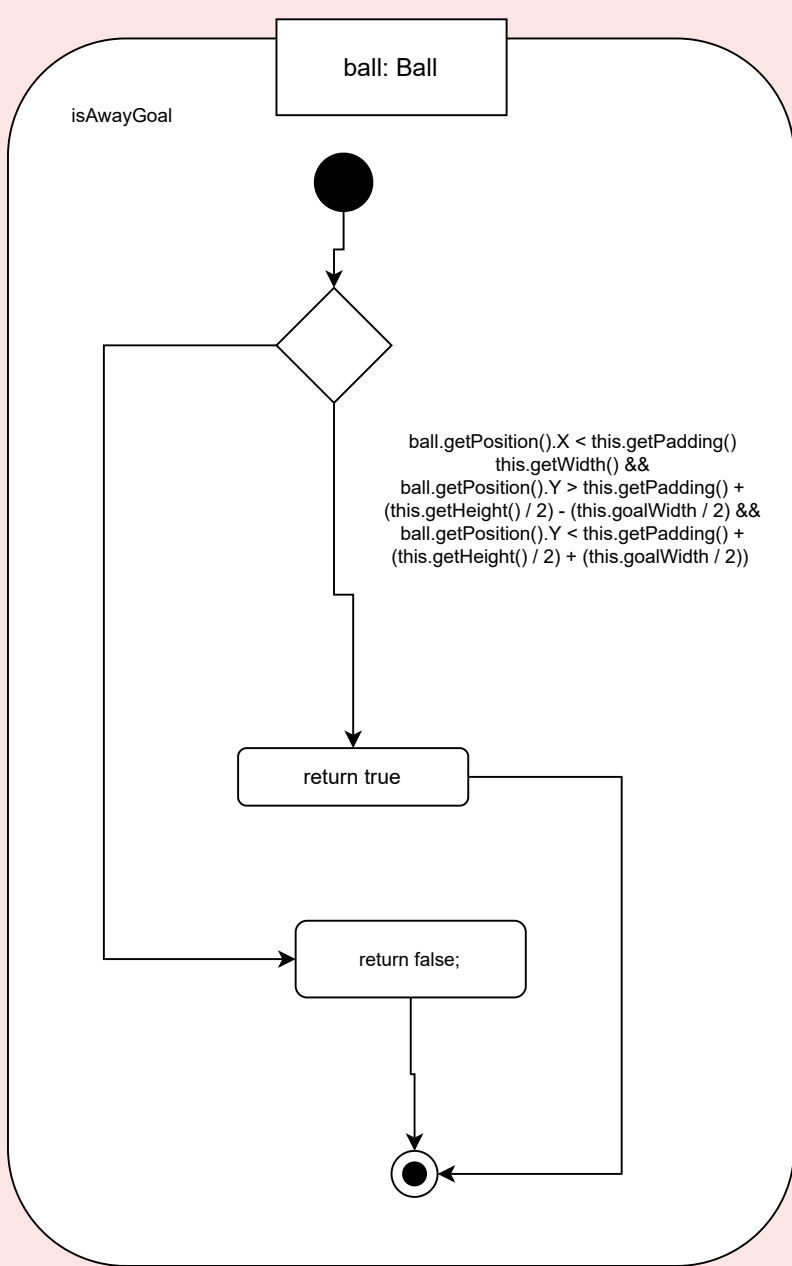 ball: Ball
isAwayGoal
ball.getPosition().X < this.getPadding()
this.getWidth() &&
ball.getPosition().Y > this.getPadding() +
(this.getHeight() / 2) - (this.goalWidth / 2) &&
ball.getPosition().Y < this.getPadding() +
(this.getHeight() / 2) + (this.goalWidth / 2))
return true
return false;